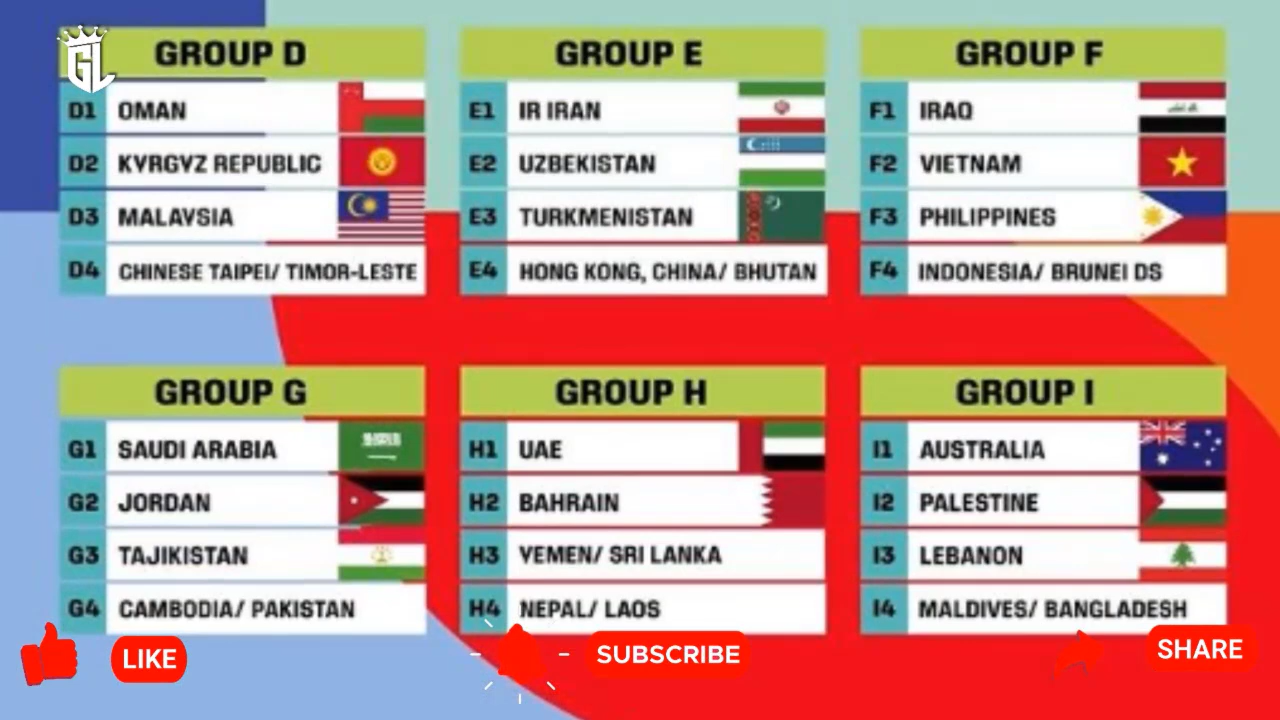 GL
GROUP D
D1 OMAN
D2 KYRGYZ REPUBLIC
D3 MALAYSIA
D4 CHINESE TAIPEI/ TIMOR-LESTE
GROUP E
E1 IR IRAN
E2 UZBEKISTAN
E3 TURKMENISTAN
E4 HONG KONG, CHINA/ BHUTAN
GROUP F
F1 IRAQ
F2 VIETNAM
F3 PHILIPPINES
F4 INDONESIA/ BRUNEI DS
GROUP G
G1 SAUDI ARABIA
G2 JORDAN
G3 TAJIKISTAN
G4 CAMBODIA/ PAKISTAN
GROUP H
H1 UAE
H2 BAHRAIN
H3 YEMEN/ SRI LANKA
H4 NEPAL/ LAOS
GROUP I
I1 AUSTRALIA
I2 PALESTINE
I3 LEBANON
I4 MALDIVES/ BANGLADESH
LIKE
SUBSCRIBE
SHARE